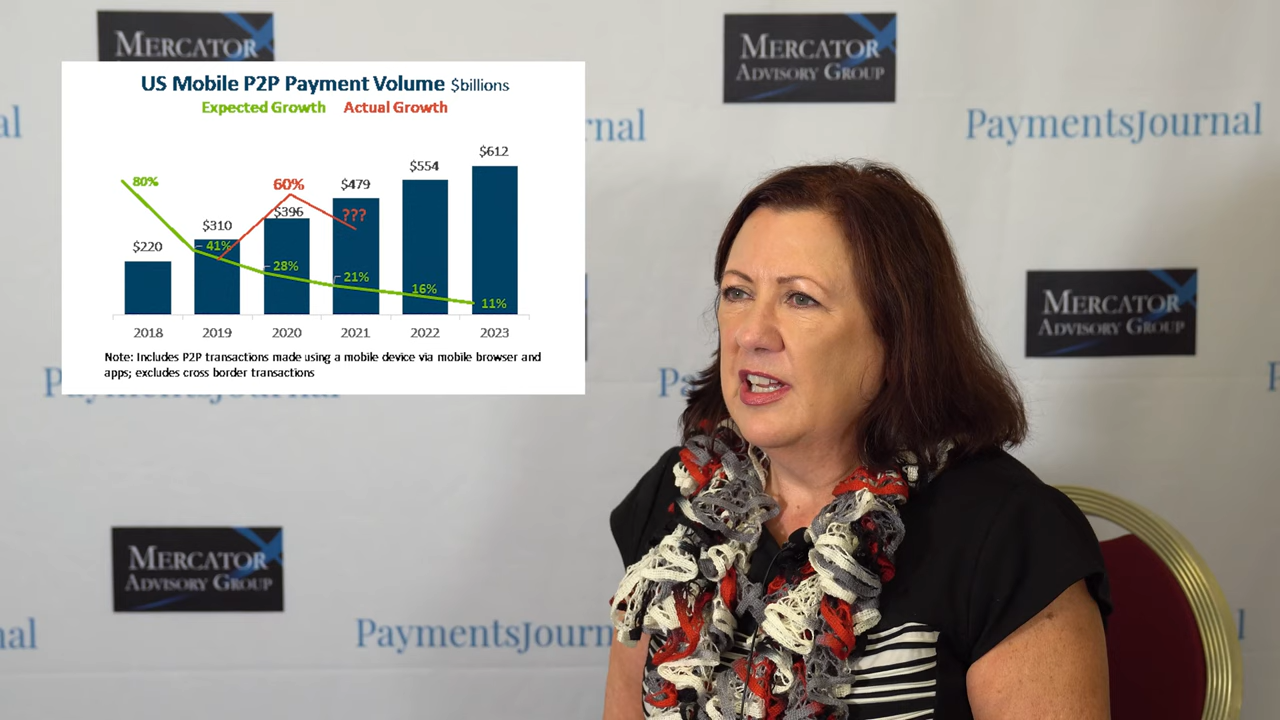 MERCATOR
MERCATOR
ADVISORY GROUP
US Mobile P2P Payment Volume $billions
Expected Growth Actual Growth
PaymentsJournal
$612
$554
80%
60%
$479
$396
???
$310
41%
$220
28%
21%
16%
11%
2018 2019 2020 2021 2022 2023
Note: Includes P2P transactions made using a mobile device via mobile browser and
apps; excludes cross border transactions
MERCATOR
ADVISORY GROUP
MERCATOR
ADVISORY GROUP
PaymentsJourn